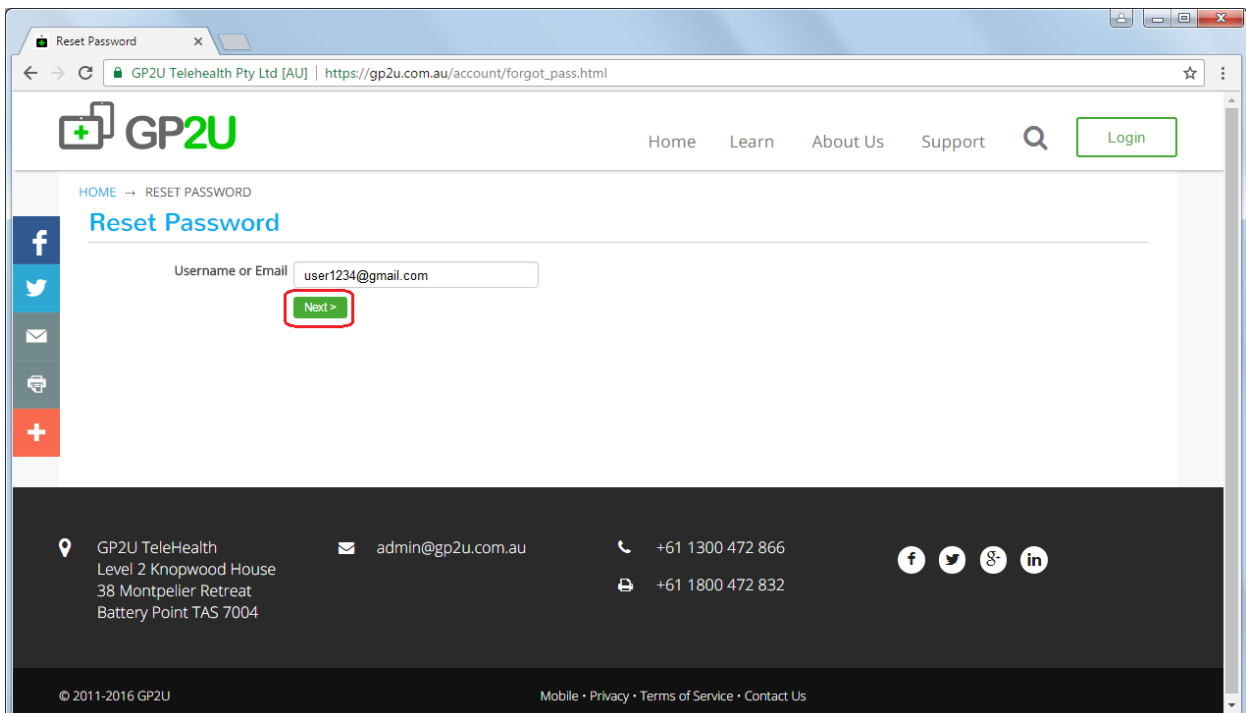 Reset Password
GP2U Telehealth Pty Ltd [AU] | https://gp2u.com.au/account/forgot_pass.html
GP2U
Home Learn About Us Support Login
HOME → RESET PASSWORD
Reset Password
Username or Email user1234@gmail.com
Next >
GP2U TeleHealth
Level 2 Knopwood House
38 Montpelier Retreat
Battery Point TAS 7004
admin@gp2u.com.au
+61 1300 472 866
+61 1800 472 832
© 2011-2016 GP2U
Mobile • Privacy • Terms of Service • Contact Us